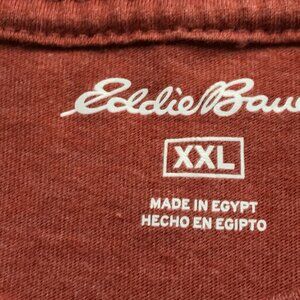 Eddie Bau
XXL
MADE IN EGYPT
HECHO EN EGIPTO